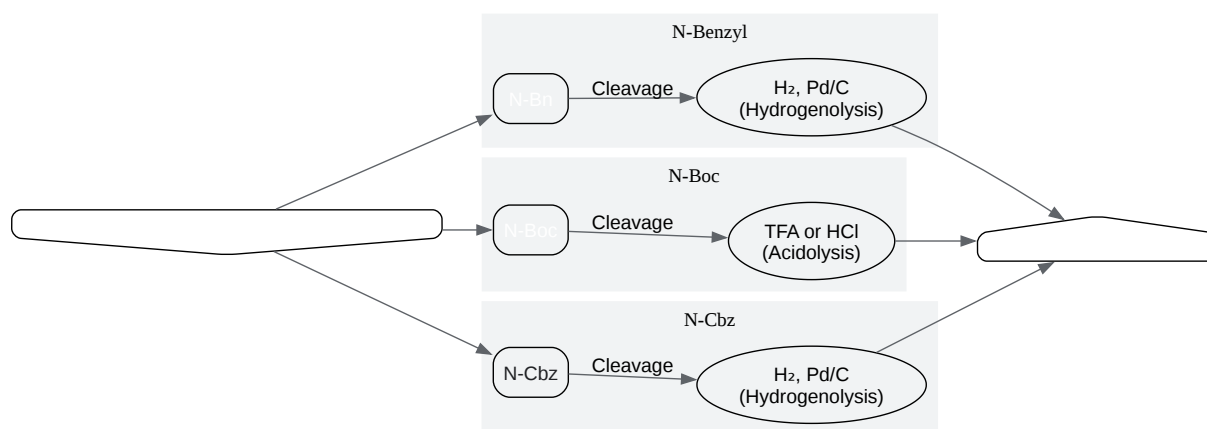 N-Benzyl
N-Bn
Cleavage
H₂, Pd/C
(Hydrogenolysis)
N-Boc
N-Boc
Cleavage
TFA or HCl
(Acidolysis)
N-Cbz
N-Cbz
Cleavage
H₂, Pd/C
(Hydrogenolysis)